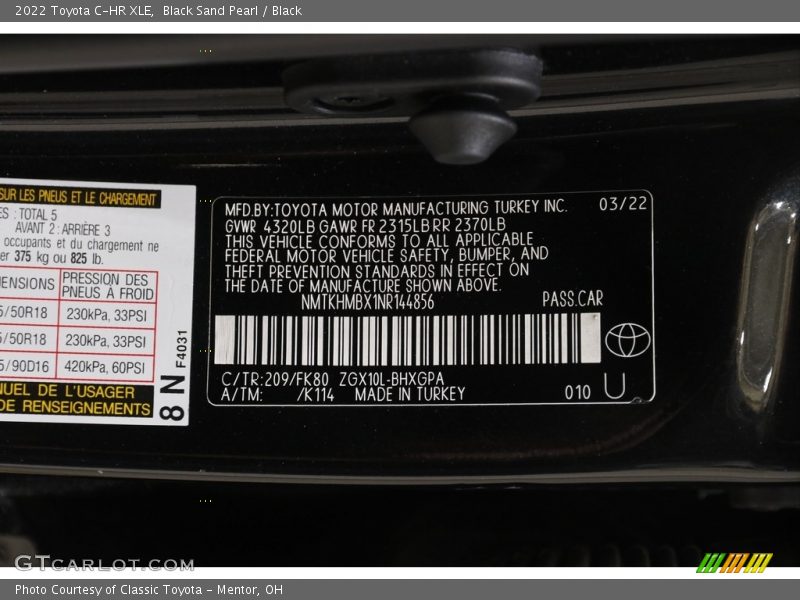 2022 Toyota C-HR XLE,  Black Sand Pearl / Black
SUR LES PNEUS ET LE CHARGEMENT
ES : TOTAL 5
AVANT 2 : ARRIÈRE 3
occupants et du chargement ne
er 375 kg ou 825 lb.
ENSIONS PRESSION DES PNEUS À FROID
5/50R18 230kPa, 33PSI
5/50R18 230kPa, 33PSI
5/90D16 420kPa, 60PSI
NUEL DE L'USAGER
DE RENSEIGNEMENTS
8 N
F4031
MFD.BY:TOYOTA MOTOR MANUFACTURING TURKEY INC. 03/22
GVWR 4320LB GAWR FR 2315LB RR 2370LB
THIS VEHICLE CONFORMS TO ALL APPLICABLE
FEDERAL MOTOR VEHICLE SAFETY, BUMPER, AND
THEFT PREVENTION STANDARDS IN EFFECT ON
THE DATE OF MANUFACTURE SHOWN ABOVE.
NMTKHMBX1NR144856 PASS.CAR
C/TR:209/FK80 ZGX10L-BHXGPA
A/TM: /K114 MADE IN TURKEY 010 U
GTCARLOT.COM
Photo Courtesy of Classic Toyota - Mentor, OH